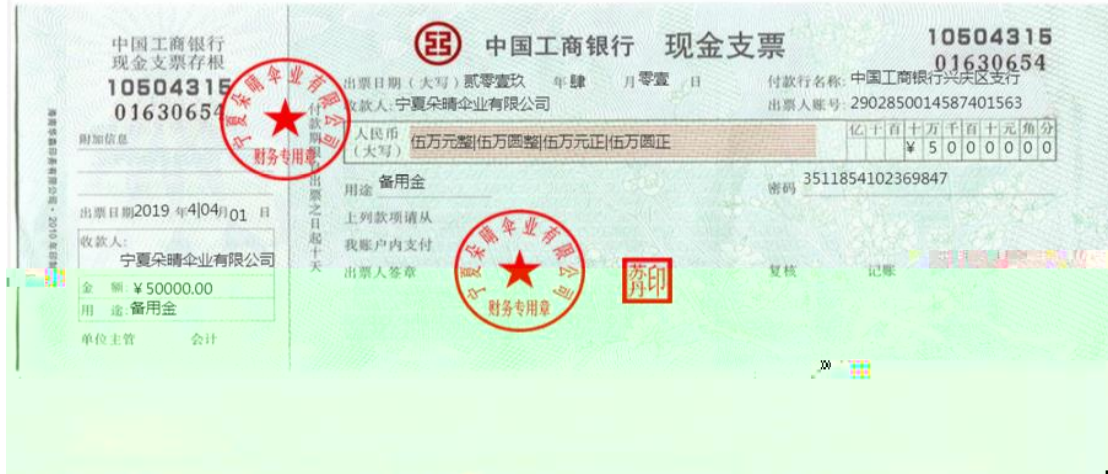 中国工商银行
现金支票存根
10504315
01630654
附加信息
出票日期2019 年4|04月01 日
收款人:
宁夏朵晴伞业有限公司
金 额 ¥50000.00
用 途:备用金
单位主管 会计
付款期限自出票之日起十天
中国工商银行 现金支票
10504315
01630654
出票日期(大写)贰零壹玖 年肆 月零壹 日
付款行名称:中国工商银行兴庆区支行
收款人:宁夏朵晴伞业有限公司
出票人账号:2902850014587401563
人民币
(大写)
伍万元整|伍万圆整|伍万元正|伍万圆正
亿 千 百 十 万 千 百 十 元 角 分
¥ 5 0 0 0 0 0 0
用途 备用金
密码 3511854102369847
上列款项请从
我账户内支付
出票人签章
复核 记账
宁夏朵晴伞业有限公司
财务专用章
宁夏朵晴伞业有限公司
财务专用章
苏丹印